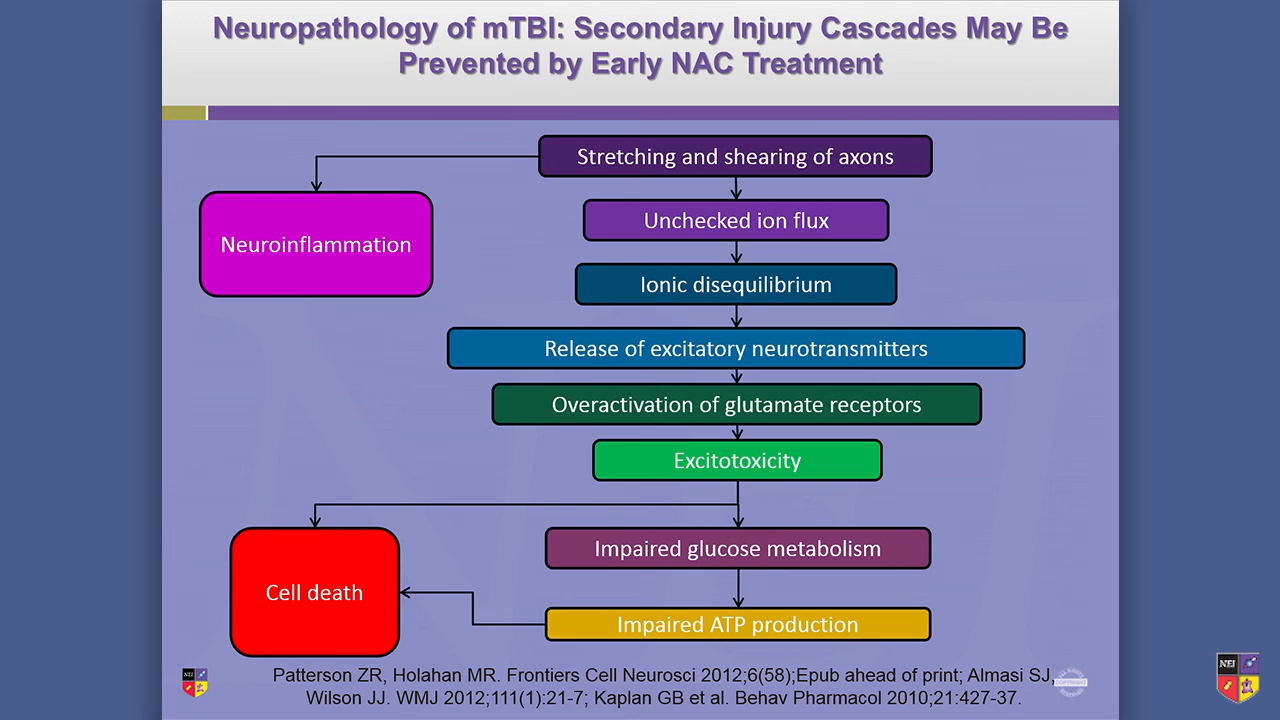 Neuropathology of mTBI: Secondary Injury Cascades May Be
Prevented by Early NAC Treatment
Stretching and shearing of axons
Unchecked ion flux
Neuroinflammation
Ionic disequilibrium
Release of excitatory neurotransmitters
Overactivation of glutamate receptors
Excitotoxicity
Impaired glucose metabolism
Cell death
Impaired ATP production
Patterson ZR, Holahan MR. Frontiers Cell Neurosci 2012;6(58);Epub ahead of print; Almasi SJ,
Wilson JJ. WMJ 2012;111(1):21-7; Kaplan GB et al. Behav Pharmacol 2010;21:427-37.
NEI
COPYRIGHT
NEI